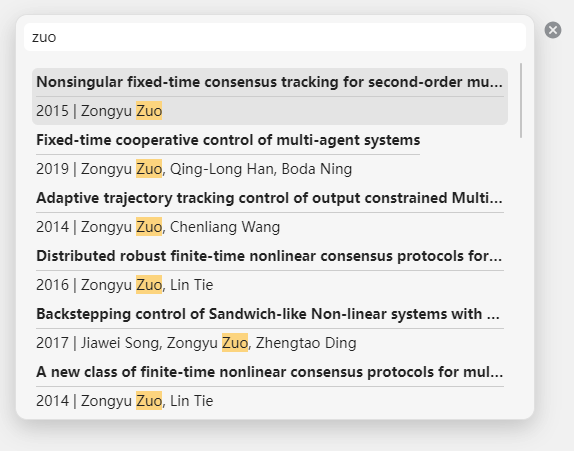 zuo
Nonsingular fixed-time consensus tracking for second-order mu...
2015 | Zongyu Zuo
Fixed-time cooperative control of multi-agent systems
2019 | Zongyu Zuo, Qing-Long Han, Boda Ning
Adaptive trajectory tracking control of output constrained Multi...
2014 | Zongyu Zuo, Chenliang Wang
Distributed robust finite-time nonlinear consensus protocols for...
2016 | Zongyu Zuo, Lin Tie
Backstepping control of Sandwich-like Non-linear systems with ...
2017 | Jiawei Song, Zongyu Zuo, Zhengtao Ding
A new class of finite-time nonlinear consensus protocols for mul...
2014 | Zongyu Zuo, Lin Tie